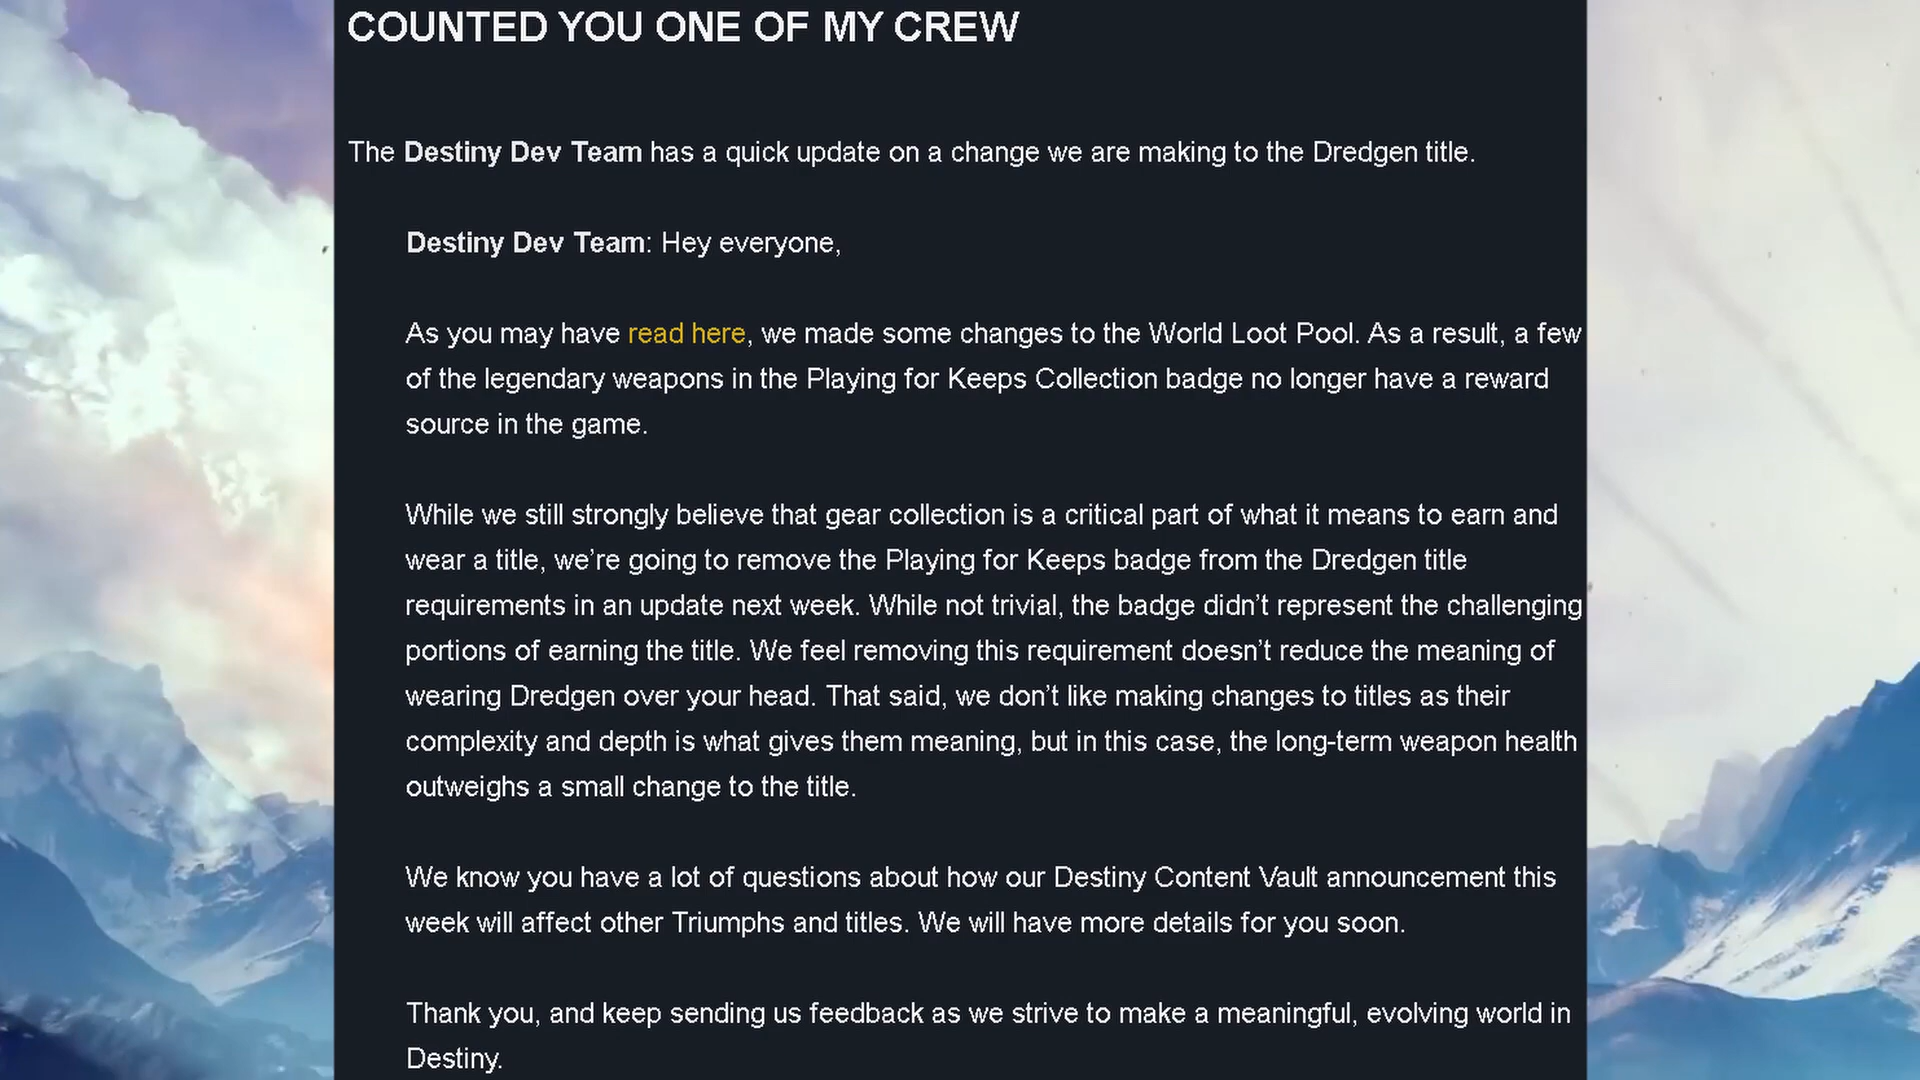 COUNTED YOU ONE OF MY CREW
The Destiny Dev Team has a quick update on a change we are making to the Dredgen title.
Destiny Dev Team: Hey everyone,
As you may have read here, we made some changes to the World Loot Pool. As a result, a few
of the legendary weapons in the Playing for Keeps Collection badge no longer have a reward
source in the game.
While we still strongly believe that gear collection is a critical part of what it means to earn and
wear a title, we’re going to remove the Playing for Keeps badge from the Dredgen title
requirements in an update next week. While not trivial, the badge didn’t represent the challenging
portions of earning the title. We feel removing this requirement doesn’t reduce the meaning of
wearing Dredgen over your head. That said, we don’t like making changes to titles as their
complexity and depth is what gives them meaning, but in this case, the long-term weapon health
outweighs a small change to the title.
We know you have a lot of questions about how our Destiny Content Vault announcement this
week will affect other Triumphs and titles. We will have more details for you soon.
Thank you, and keep sending us feedback as we strive to make a meaningful, evolving world in
Destiny.